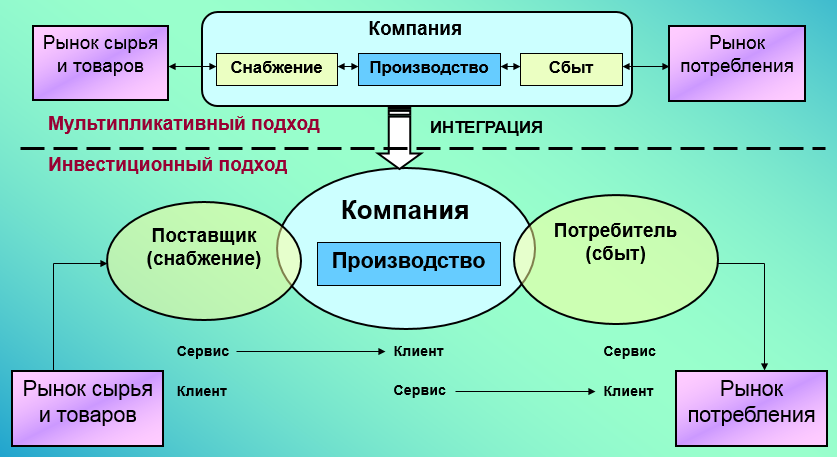 Компания
Рынок сырья
и товаров
Снабжение
Производство
Сбыт
Рынок
потребления
Мультипликативный подход
ИНТЕГРАЦИЯ
Инвестиционный подход
Компания
Поставщик
(снабжение)
Производство
Потребитель
(сбыт)
Сервис
Клиент
Сервис
Клиент
Сервис
Клиент
Рынок сырья
и товаров
Рынок
потребления